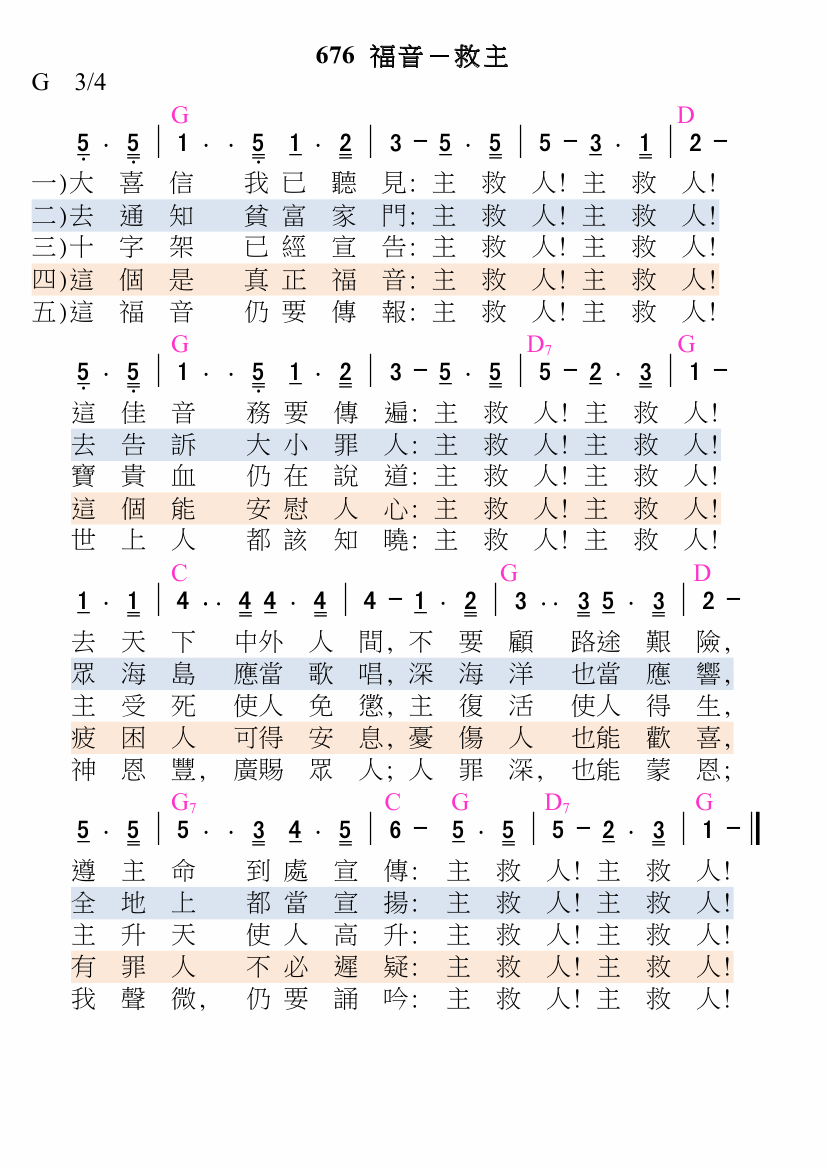 676 福音－救主
G 3/4
G D
5 · 5 | 1 · · 5 1 · 2 | 3 － 5 · 5 | 5 － 3 · 1 | 2 －
一)大喜信 我已聽見：主救人！主救人！
二)去通知 貧富家門：主救人！主救人！
三)十字架 已經宣告：主救人！主救人！
四)這個是 真正福音：主救人！主救人！
五)這福音 仍要傳報：主救人！主救人！
G D7 G
5 · 5 | 1 · · 5 1 · 2 | 3 － 5 · 5 | 5 － 2 · 3 | 1 －
這佳音 務要傳遍：主救人！主救人！
去告訴 大小罪人：主救人！主救人！
寶貴血 仍在說道：主救人！主救人！
這個能 安慰人心：主救人！主救人！
世上人 都該知曉：主救人！主救人！
C G D
1 · 1 | 4 · · 4 4 · 4 | 4 － 1 · 2 | 3 · · 3 5 · 3 | 2 －
去天下 中外人間，不要顧 路途艱險，
眾海島 應當歌唱，深海洋 也當應響，
主受死 使人免懲，主復活 使人得生，
疲困人 可得安息，憂傷人 也能歡喜，
神恩豐，廣賜眾人；人罪深，也能蒙恩；
G7 C G D7 G
5 · 5 | 5 · · 3 4 · 5 | 6 － 5 · 5 | 5 － 2 · 3 | 1 － ‖
遵主命 到處宣傳：主救人！主救人！
全地上 都當宣揚：主救人！主救人！
主升天 使人高升：主救人！主救人！
有罪人 不必遲疑：主救人！主救人！
我聲微，仍要誦吟：主救人！主救人！